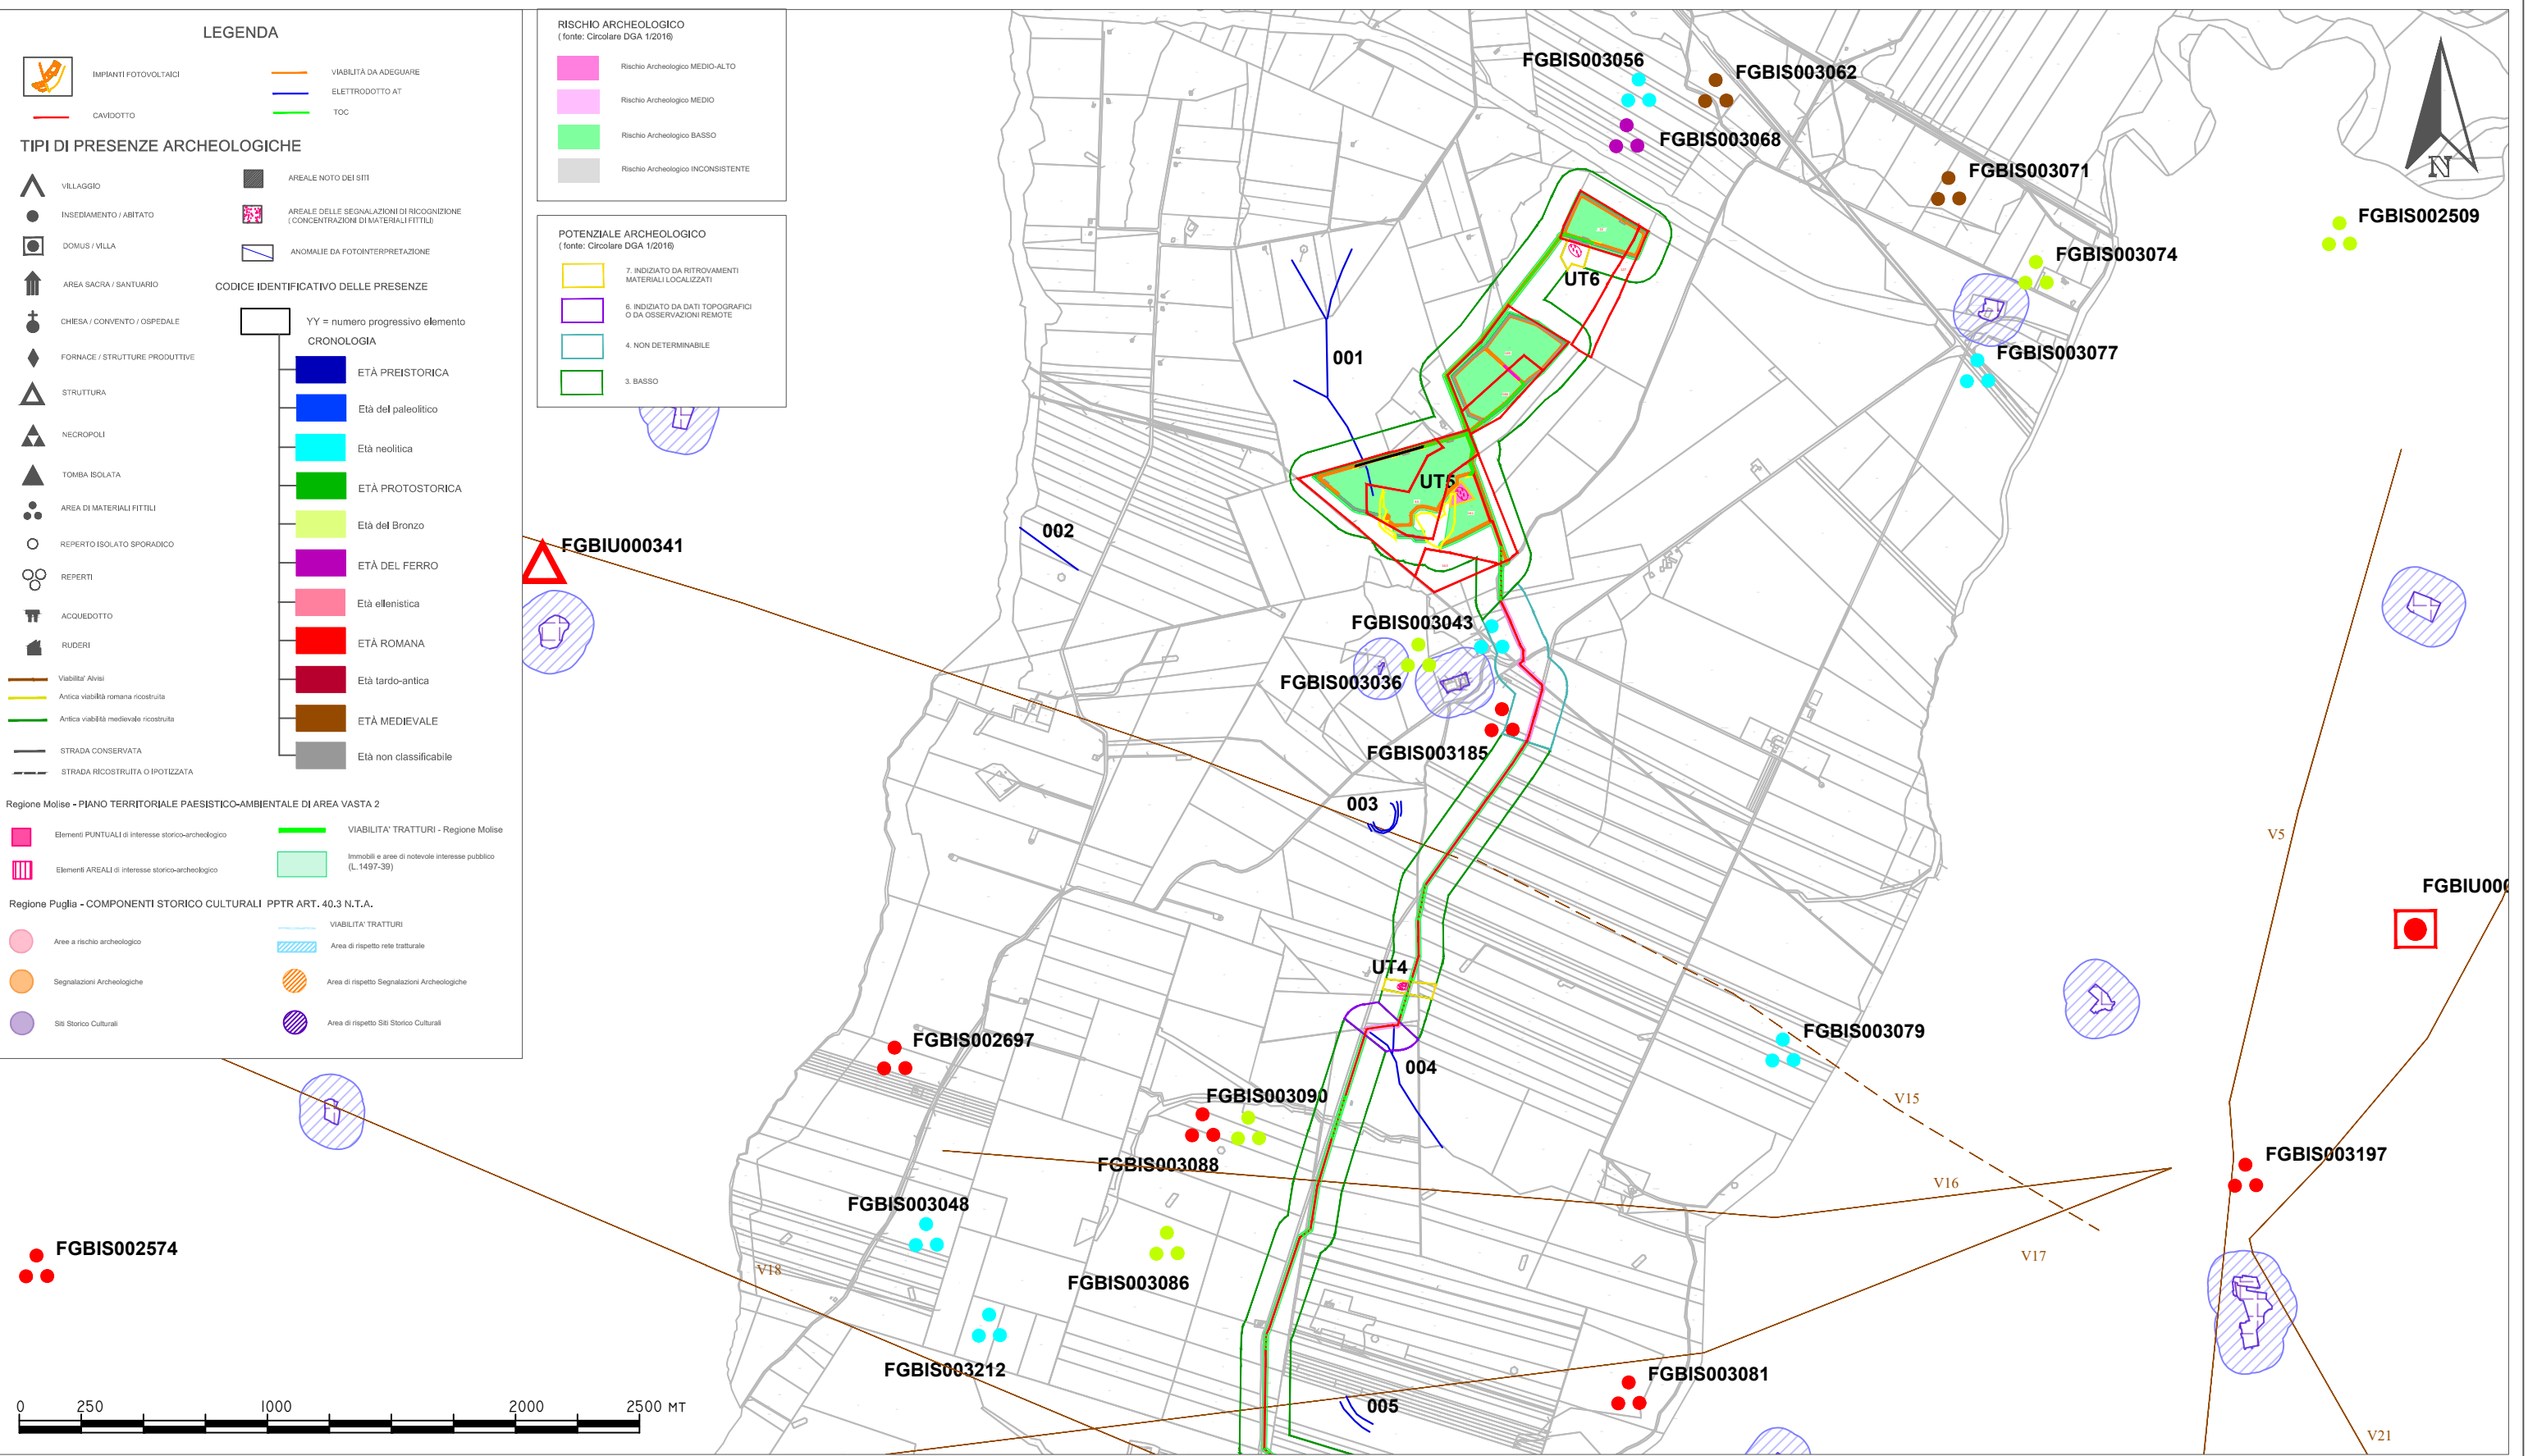 LEGENDA
IMPIANTI FOTOVOLTAICI
VIABILITÀ DA ADEGUARE
ELETTRODOTTO AT
CAVIDOTTO
TOC
TIPI DI PRESENZE ARCHEOLOGICHE
VILLAGGIO
INSEDIAMENTO / ABITATO
DOMUS / VILLA
AREA SACRA / SANTUARIO
CHIESA / CONVENTO / OSPEDALE
FORNACE / STRUTTURE PRODUTTIVE
STRUTTURA
NECROPOLI
TOMBA ISOLATA
AREA DI MATERIALI FITTILI
REPERTO ISOLATO SPORADICO
REPERTI
ACQUEDOTTO
RUDERI
Viabilita' Alvisi
Antica viabilità romana ricostruita
Antica viabilità medievale ricostruita
STRADA CONSERVATA
STRADA RICOSTRUITA O IPOTIZZATA
AREALE NOTO DEI SITI
AREALE DELLE SEGNALAZIONI DI RICOGNIZIONE
( CONCENTRAZIONI DI MATERIALI FITTILI)
ANOMALIE DA FOTOINTERPRETAZIONE
CODICE IDENTIFICATIVO DELLE PRESENZE
YY = numero progressivo elemento
CRONOLOGIA
ETÀ PREISTORICA
Età del paleolitico
Età neolitica
ETÀ PROTOSTORICA
Età del Bronzo
ETÀ DEL FERRO
Età ellenistica
ETÀ ROMANA
Età tardo-antica
ETÀ MEDIEVALE
Età non classificabile
Regione Molise - PIANO TERRITORIALE PAESISTICO-AMBIENTALE DI AREA VASTA 2
Elementi PUNTUALI di interesse storico-archeologico
VIABILITA' TRATTURI - Regione Molise
Elementi AREALI di interesse storico-archeologico
Immobili e aree di notevole interesse pubblico
(L.1497-39)
Regione Puglia - COMPONENTI STORICO CULTURALI PPTR ART. 40.3 N.T.A.
Aree a rischio archeologico
VIABILITA' TRATTURI
Area di rispetto rete tratturale
Segnalazioni Archeologiche
Area di rispetto Segnalazioni Archeologiche
Siti Storico Culturali
Area di rispetto Siti Storico Culturali
RISCHIO ARCHEOLOGICO
( fonte: Circolare DGA 1/2016)
Rischio Archeologico MEDIO-ALTO
Rischio Archeologico MEDIO
Rischio Archeologico BASSO
Rischio Archeologico INCONSISTENTE
POTENZIALE ARCHEOLOGICO
( fonte: Circolare DGA 1/2016)
7. INDIZIATO DA RITROVAMENTI
MATERIALI LOCALIZZATI
6. INDIZIATO DA DATI TOPOGRAFICI
O DA OSSERVAZIONI REMOTE
4. NON DETERMINABILE
3. BASSO
FGBIS003056
FGBIS003062
FGBIS003068
FGBIS003071
FGBIS002509
FGBIS003074
FGBIS003077
N
UT6
001
UT5
002
FGBIU000341
FGBIS003043
FGBIS003036
FGBIS003185
003
V5
FGBIU000
UT4
FGBIS002697
004
FGBIS003079
V15
FGBIS003090
FGBIS003088
FGBIS003197
V16
FGBIS003048
V17
FGBIS002574
V18
FGBIS003086
FGBIS003212
FGBIS003081
005
V21
0 250 1000 2000 2500 MT